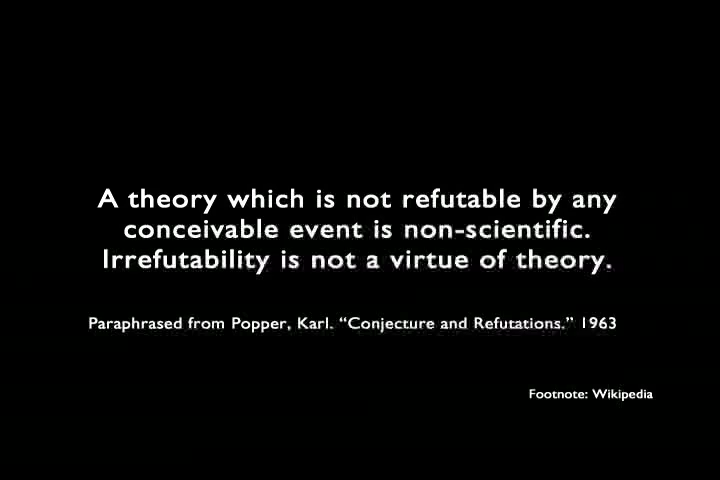 A theory which is not refutable by any
conceivable event is non-scientific.
Irrefutability is not a virtue of theory.
Paraphrased from Popper, Karl. “Conjecture and Refutations.” 1963
Footnote: Wikipedia